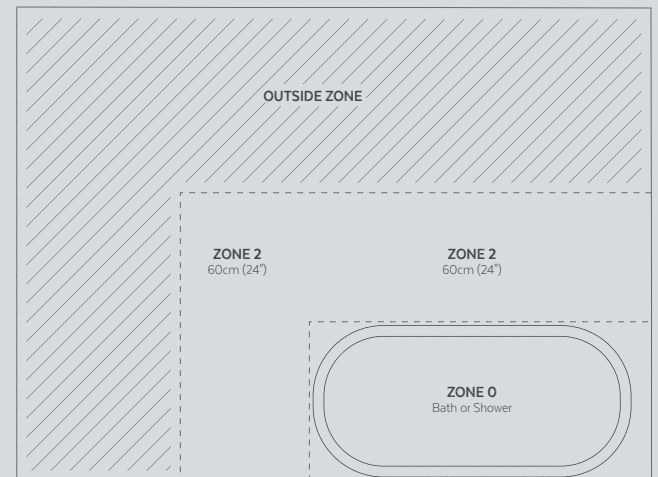 OUTSIDE ZONE
ZONE 2
60cm (24″)
ZONE 2
60cm (24″)
ZONE 0
Bath or Shower